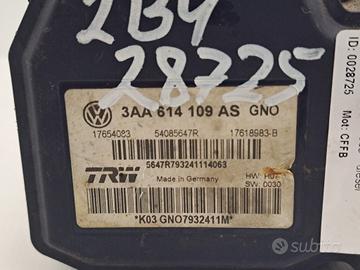 2B4
28725
3AA 614 109 AS GNO
17654083 54085647R 17618983-B
5647R793241114063
TRW
Made in Germany
HW: H07
SW: 0030
*K03 GNO7932411M*
ID: 0028725
Mot: CFFB
subito